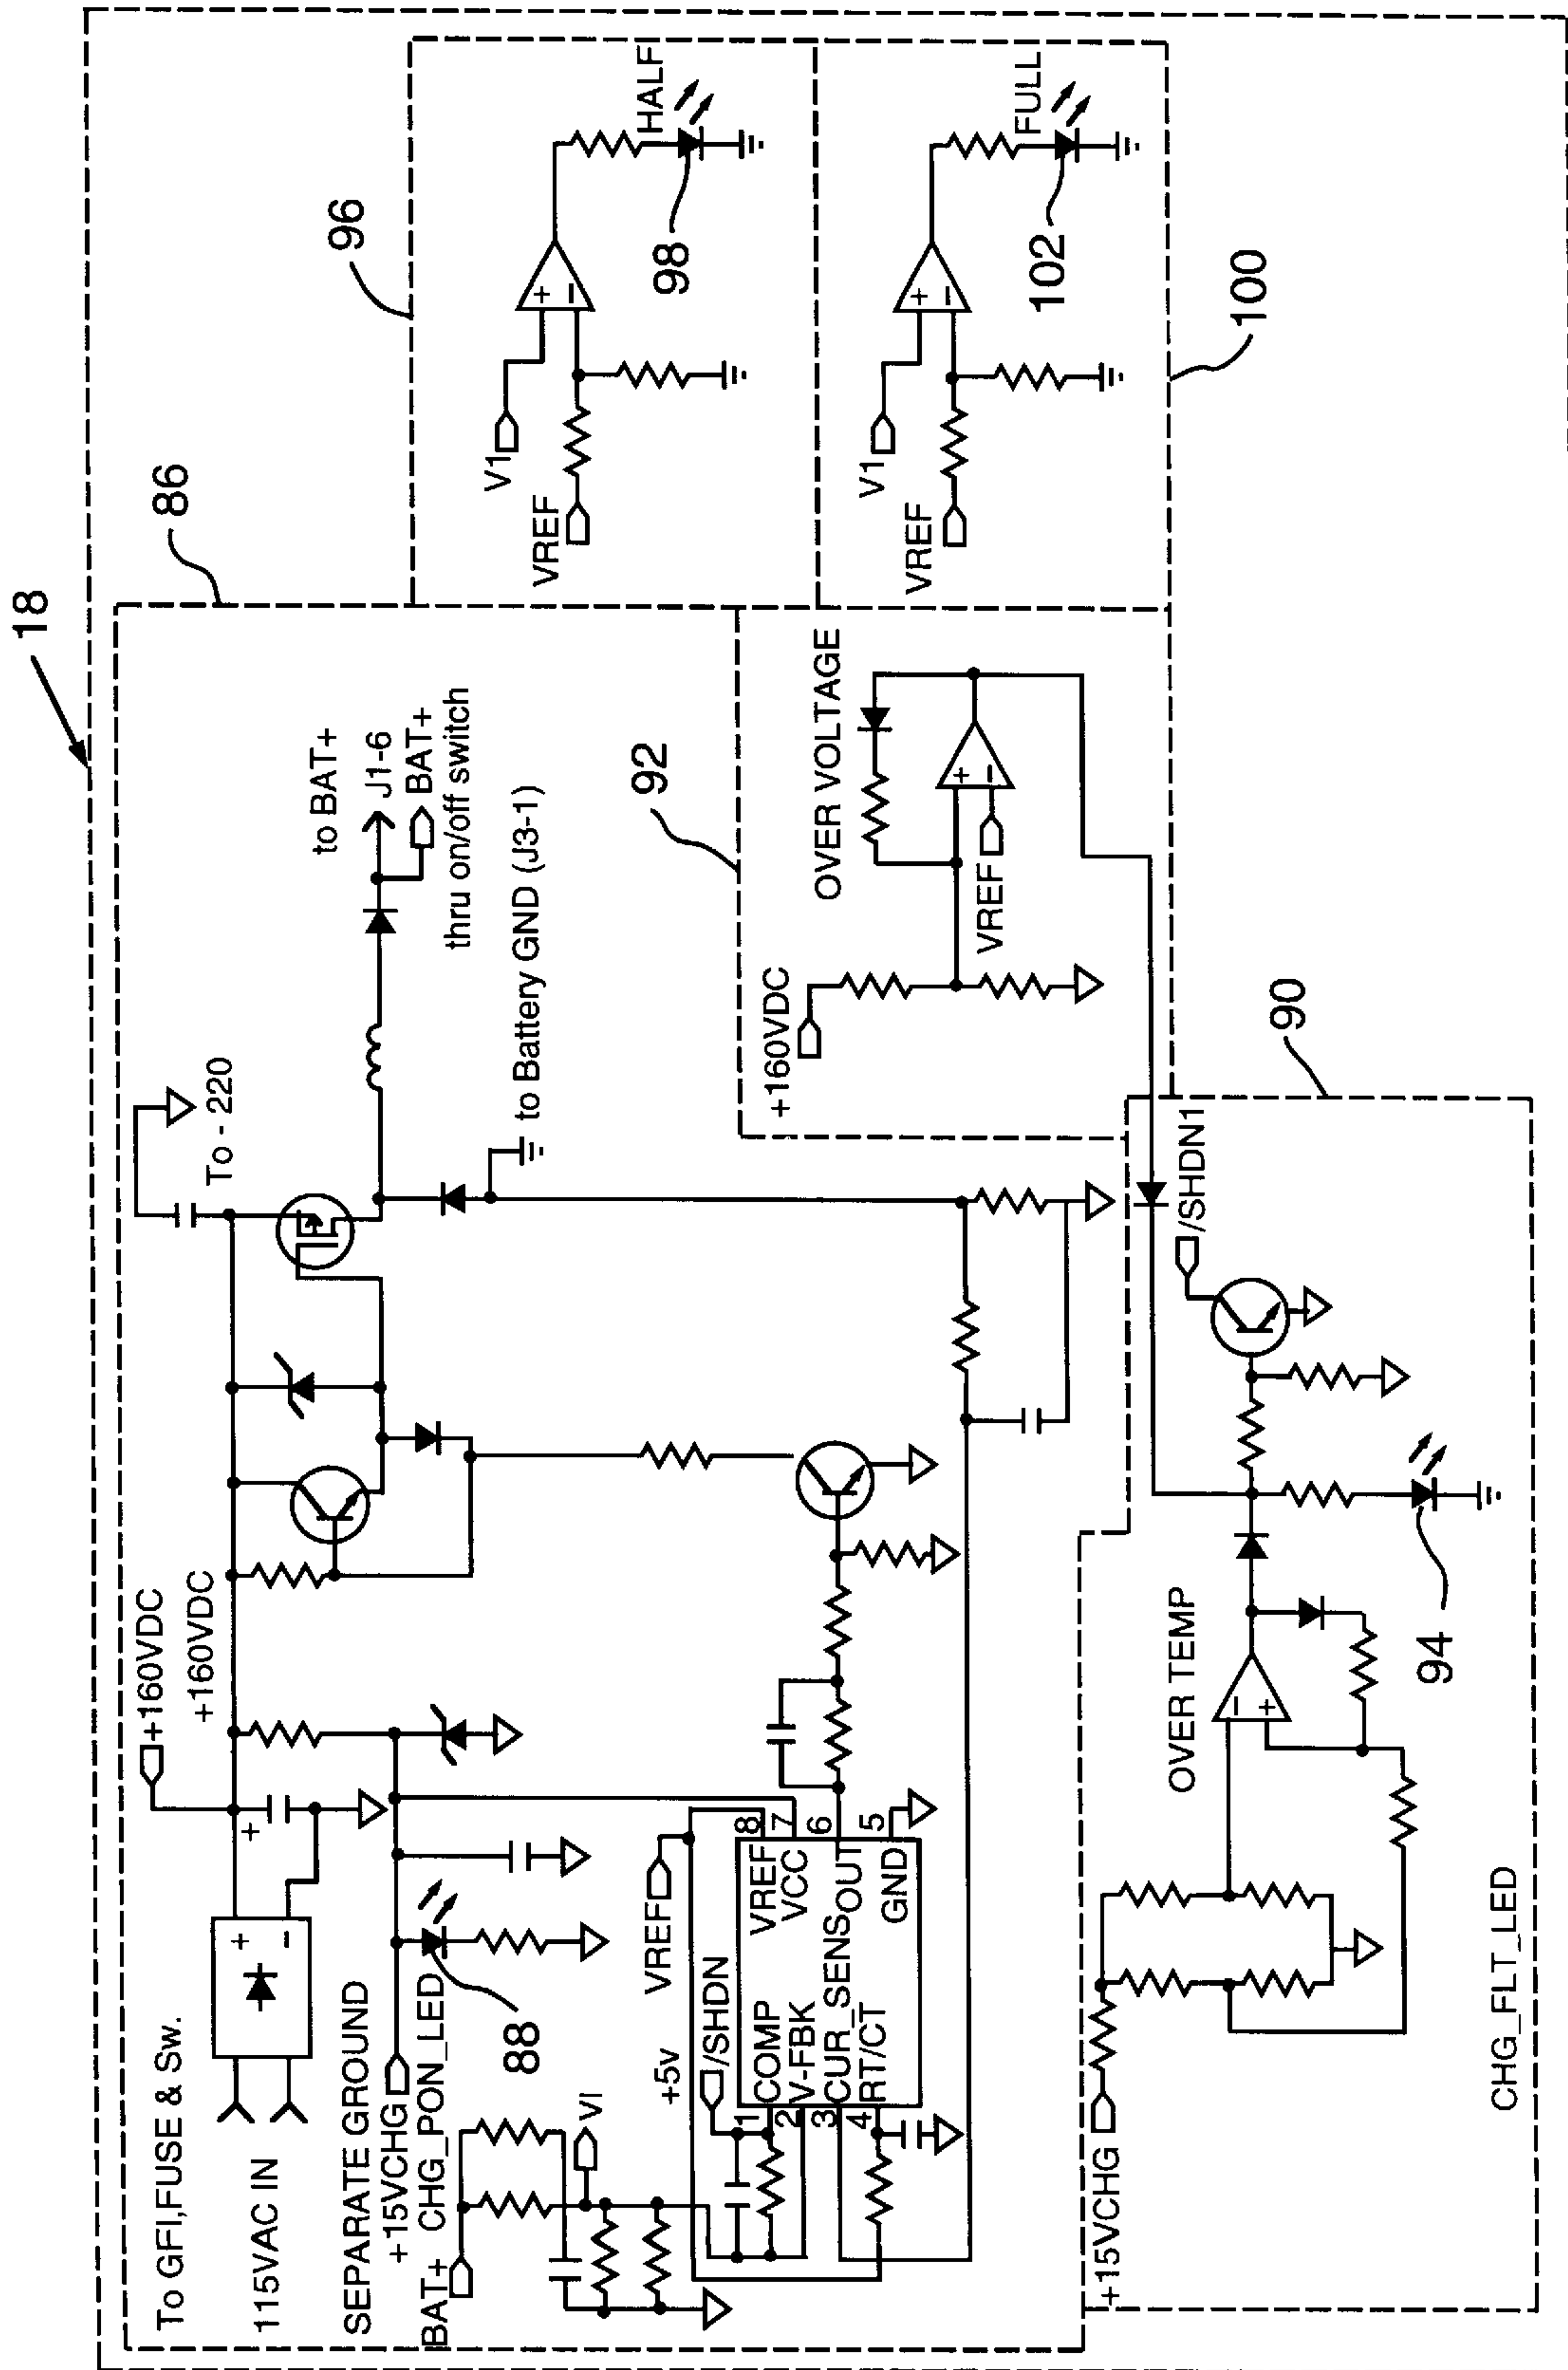 18
86
96
To GFI,FUSE & Sw.
115VAC IN
+
-
+
+160VDC
+160VDC
To - 220
to BAT+
J1-6
BAT+
thru on/off switch
to Battery GND (J3-1)
SEPARATE GROUND
+15VCHG
CHG_PON_LED
BAT+
88
VI
+5v
/SHDN
VREF
1
2
3
4
COMP
V-FBK
CUR_SENS
RT/CT
VREF
VCC
OUT
GND
8
7
6
5
92
+160VDC
OVER VOLTAGE
VREF
+
-
V1
VREF
+
-
HALF
98
V1
VREF
+
-
FULL
102
100
90
+15VCHG
OVER TEMP
-
+
/SHDN1
94
CHG_FLT_LED